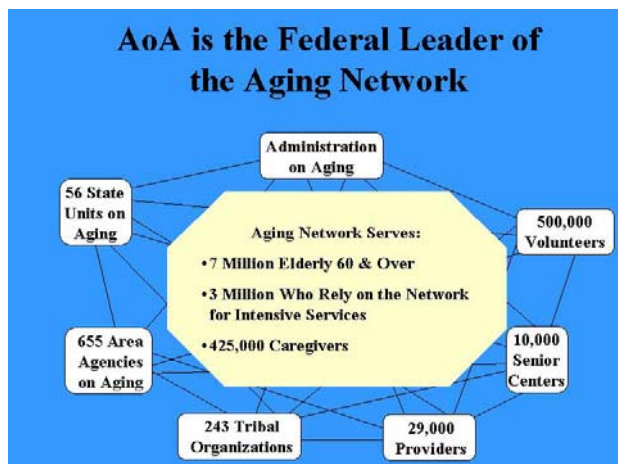 AoA is the Federal Leader of
the Aging Network
Administration
on Aging
56 State
Units on
Aging
500,000
Volunteers
Aging Network Serves:
•7 Million Elderly 60 & Over
•3 Million Who Rely on the Network
for Intensive Services
•425,000 Caregivers
655 Area
Agencies
on Aging
10,000
Senior
Centers
243 Tribal
Organizations
29,000
Providers